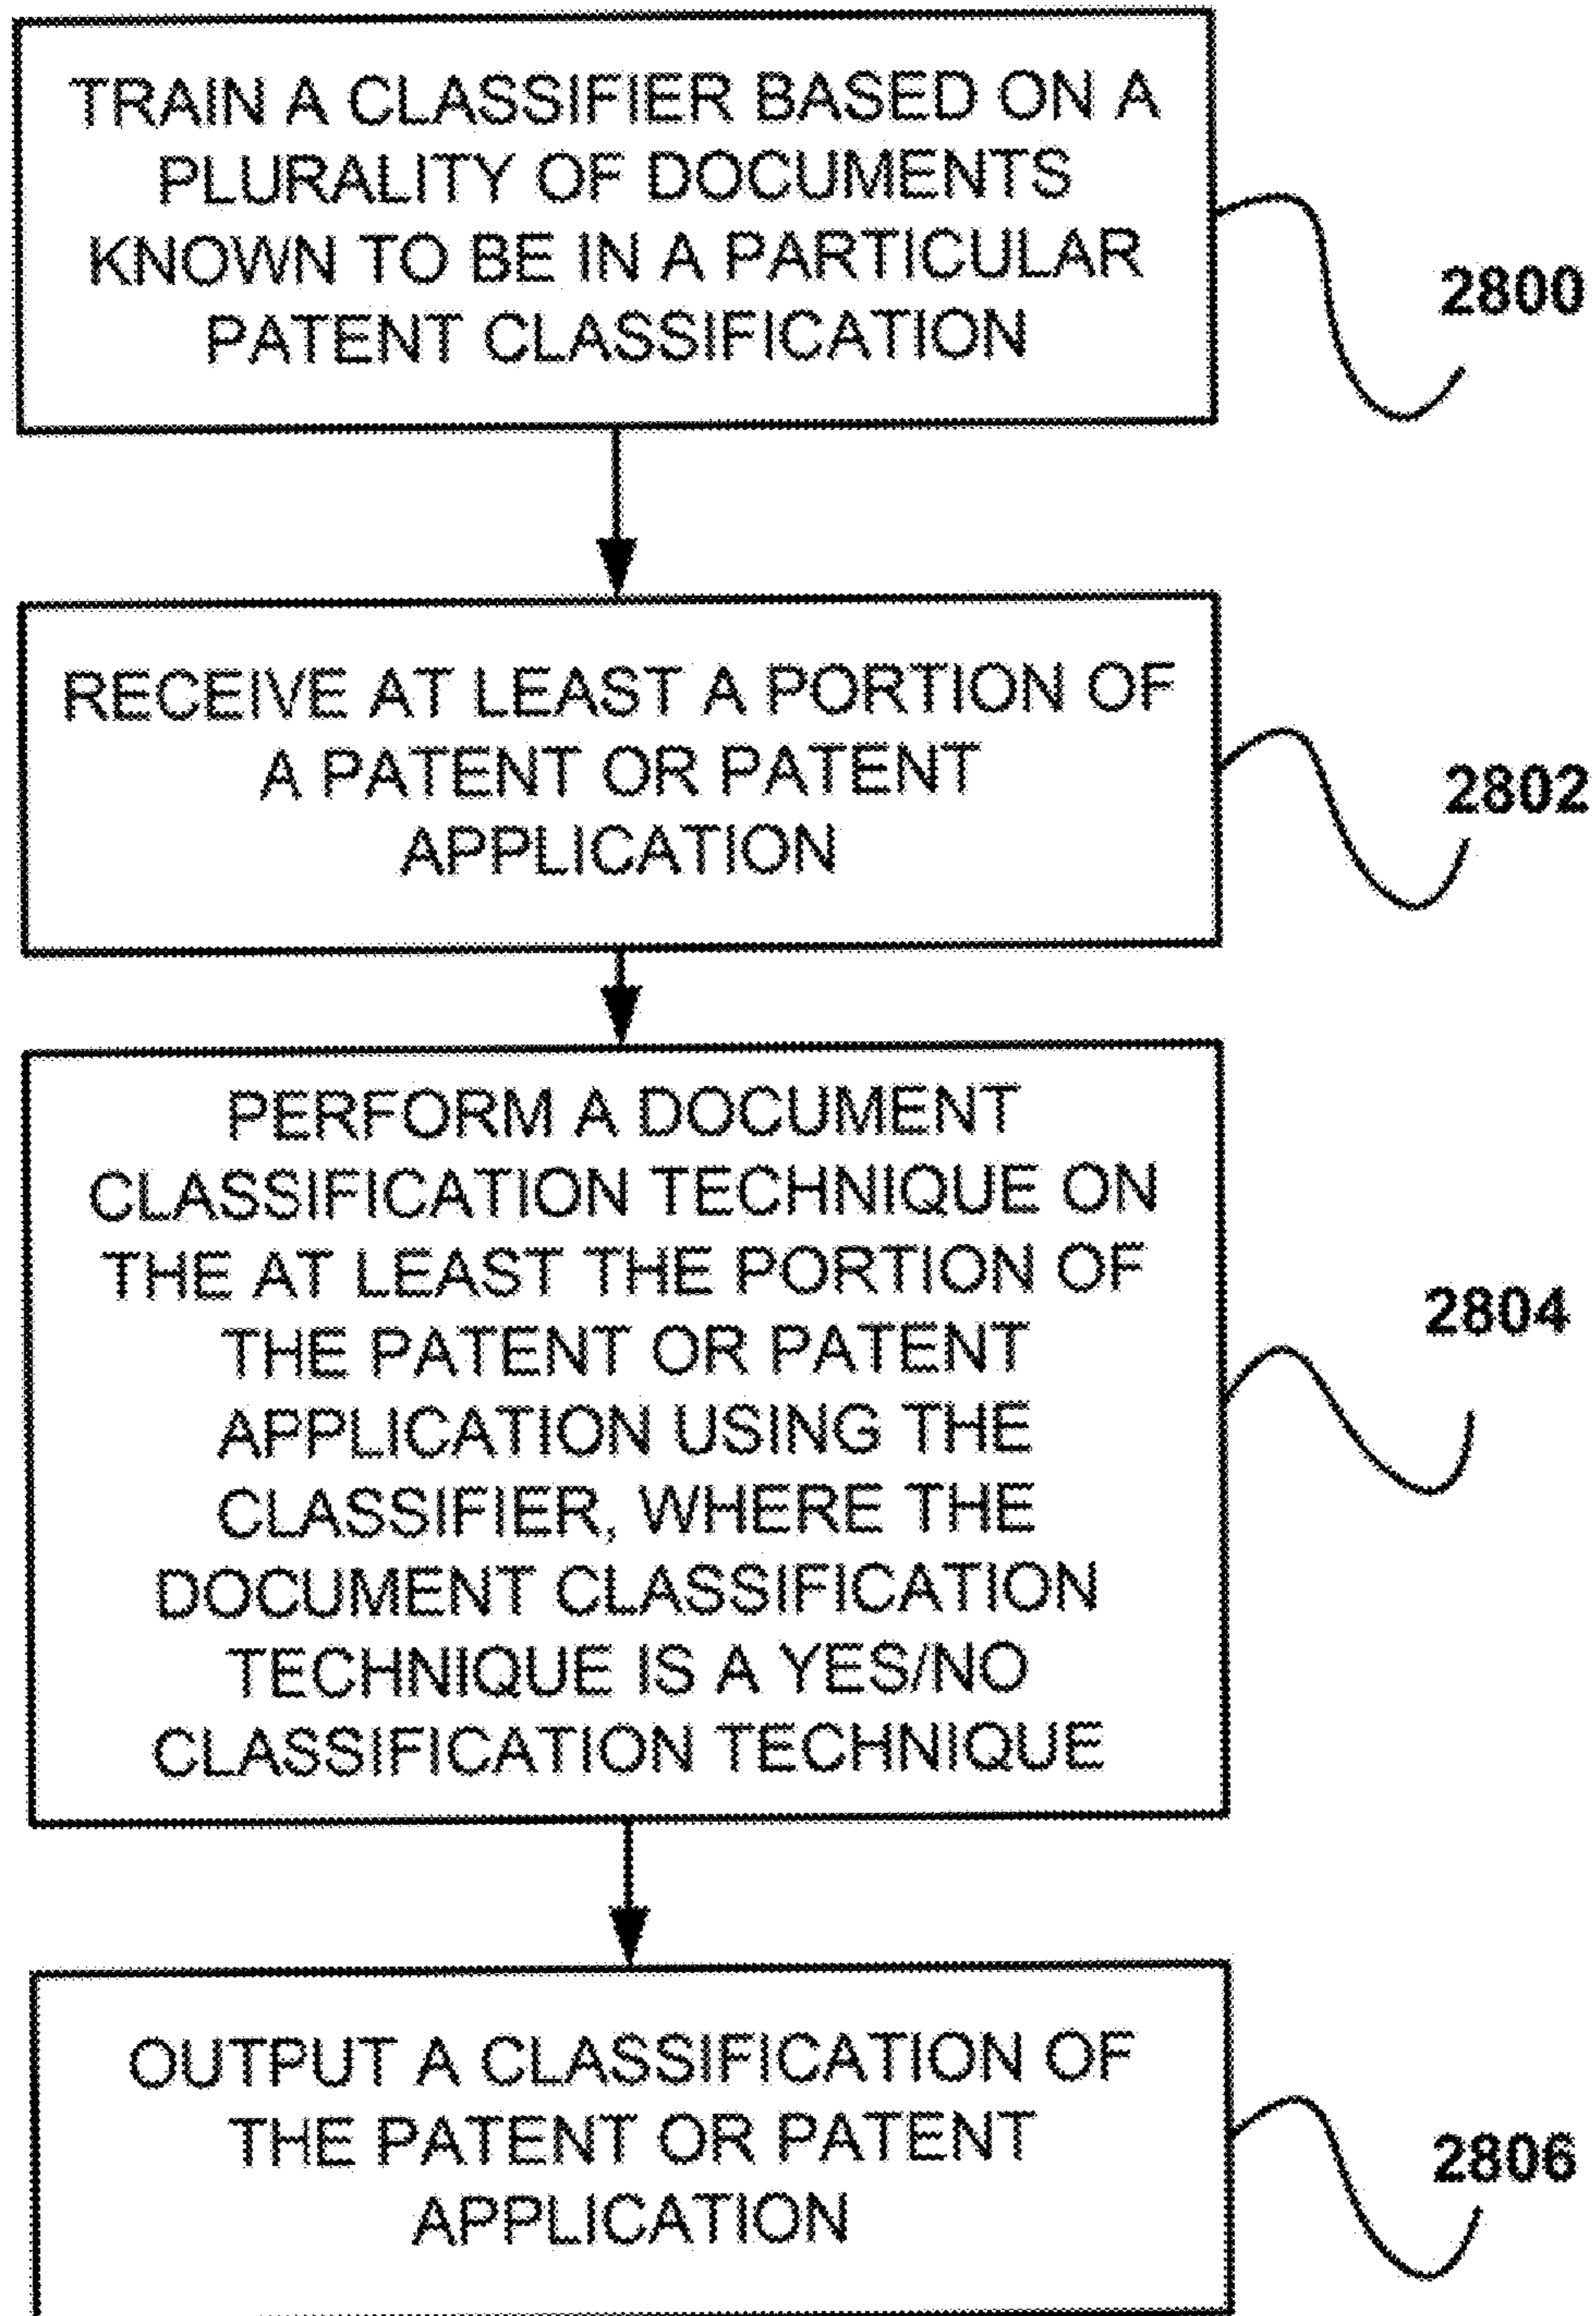 TRAIN A CLASSIFIER BASED ON A
PLURALITY OF DOCUMENTS
KNOWN TO BE IN A PARTICULAR
PATENT CLASSIFICATION
2800
RECEIVE AT LEAST A PORTION OF
A PATENT OR PATENT
APPLICATION
2802
PERFORM A DOCUMENT
CLASSIFICATION TECHNIQUE ON
THE AT LEAST THE PORTION OF
THE PATENT OR PATENT
APPLICATION USING THE
CLASSIFIER, WHERE THE
DOCUMENT CLASSIFICATION
TECHNIQUE IS A YES/NO
CLASSIFICATION TECHNIQUE
2804
OUTPUT A CLASSIFICATION OF
THE PATENT OR PATENT
APPLICATION
2806